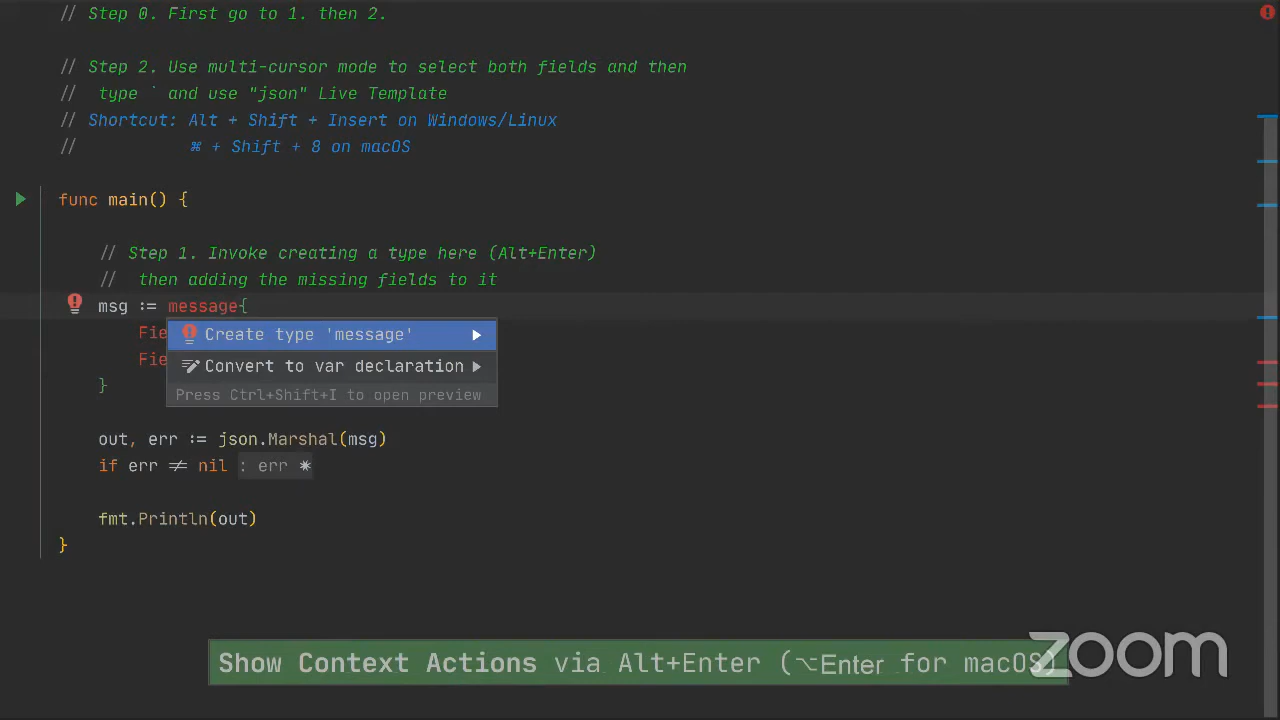 // Step 0. First go to 1. then 2.
// Step 2. Use multi-cursor mode to select both fields and then
// type ` and use "json" Live Template
// Shortcut: Alt + Shift + Insert on Windows/Linux
// ⌘ + Shift + 8 on macOS
func main() {
// Step 1. Invoke creating a type here (Alt+Enter)
// then adding the missing fields to it
msg := message{
Fie
Create type 'message'
Fie
Convert to var declaration
}
Press Ctrl+Shift+I to open preview
out, err := json.Marshal(msg)
if err ≠ nil : err ✷
fmt.Println(out)
}
Show Context Actions via Alt+Enter (⌥Enter for macOS)
zoom